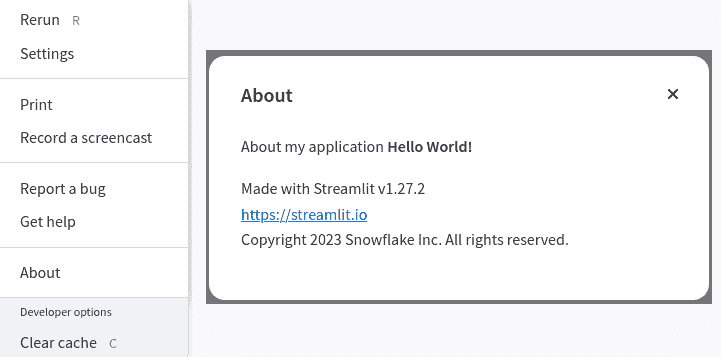 Rerun R
Settings
Print
Record a screencast
Report a bug
Get help
About
Developer options
Clear cache C
About
About my application Hello World!
Made with Streamlit v1.27.2
https://streamlit.io
Copyright 2023 Snowflake Inc. All rights reserved.